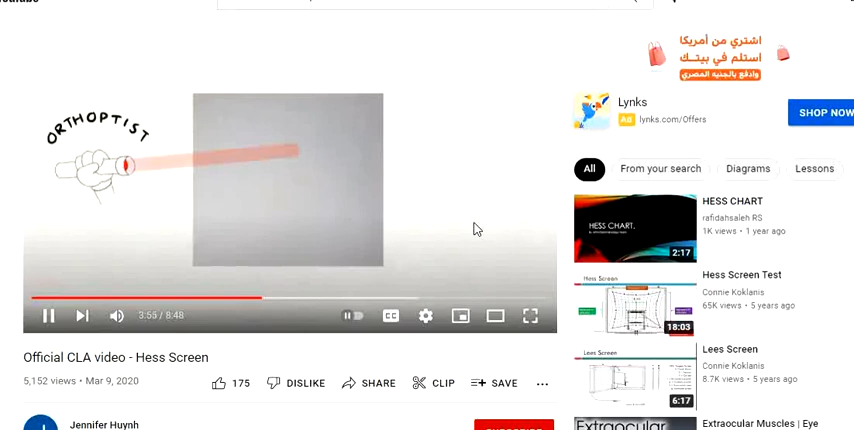 اشتري من أمريكا
استلم في بيتك
وادفع بالجنيه المصري
Lynks
Ad lynks.com/Offers
SHOP NOW
ORTHOPTIST
All
From your search
Diagrams
Lessons
HESS CHART
rafidahsaleh RS
1K views • 1 year ago
HESS CHART.
2:17
Hess Screen Test
Connie Koklanis
65K views • 5 years ago
Hess Screen
18:03
3:55 / 8:48
CC
Lees Screen
Connie Koklanis
8.7K views • 5 years ago
Lees Screen
6:17
Official CLA video - Hess Screen
5,152 views • Mar 9, 2020
175
DISLIKE
SHARE
CLIP
SAVE
Jennifer Huynh
Extraocular
Extraocular Muscles | Eye